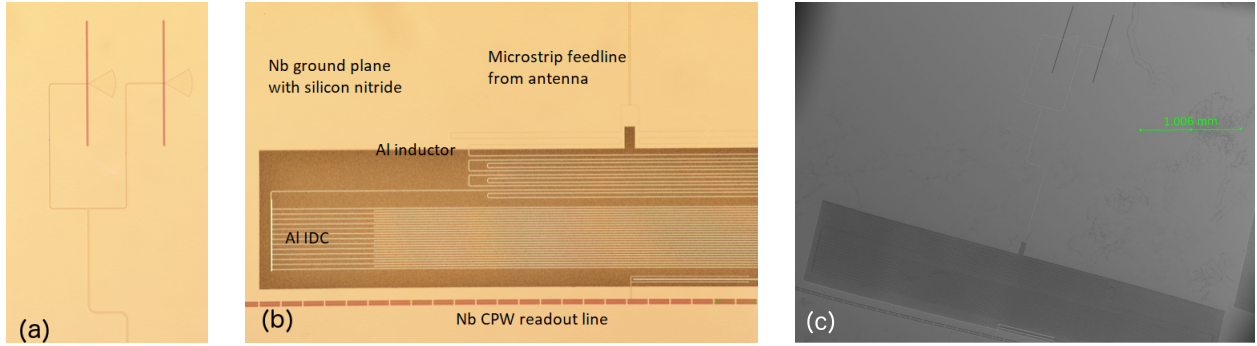 Nb ground plane
with silicon nitride
Microstrip feedline
from antenna
Al inductor
Al IDC
Nb CPW readout line
(a)
(b)
1.006 mm
(c)